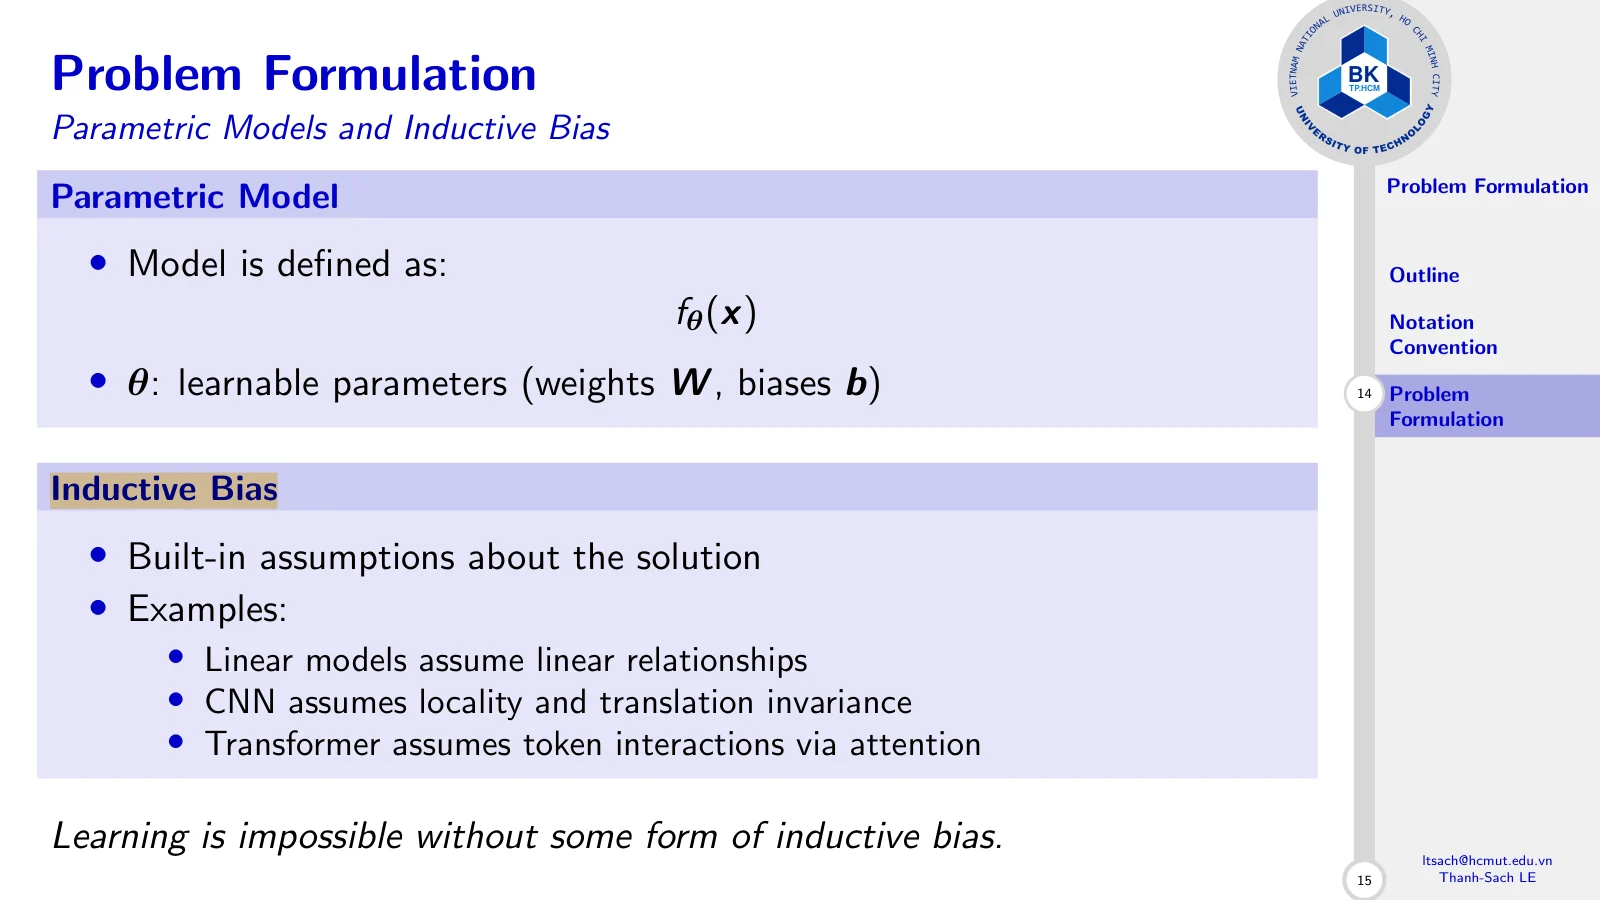 Problem Formulation
Parametric Models and Inductive Bias
Parametric Model
• Model is defined as:
f_θ(x)
• θ: learnable parameters (weights W, biases b)
Inductive Bias
• Built-in assumptions about the solution
• Examples:
• Linear models assume linear relationships
• CNN assumes locality and translation invariance
• Transformer assumes token interactions via attention
Learning is impossible without some form of inductive bias.
VIETNAM NATIONAL UNIVERSITY, HO CHI MINH CITY
BK
TP.HCM
UNIVERSITY OF TECHNOLOGY
Problem Formulation
Outline
Notation
Convention
14
Problem
Formulation
ltsach@hcmut.edu.vn
Thanh-Sach LE
15